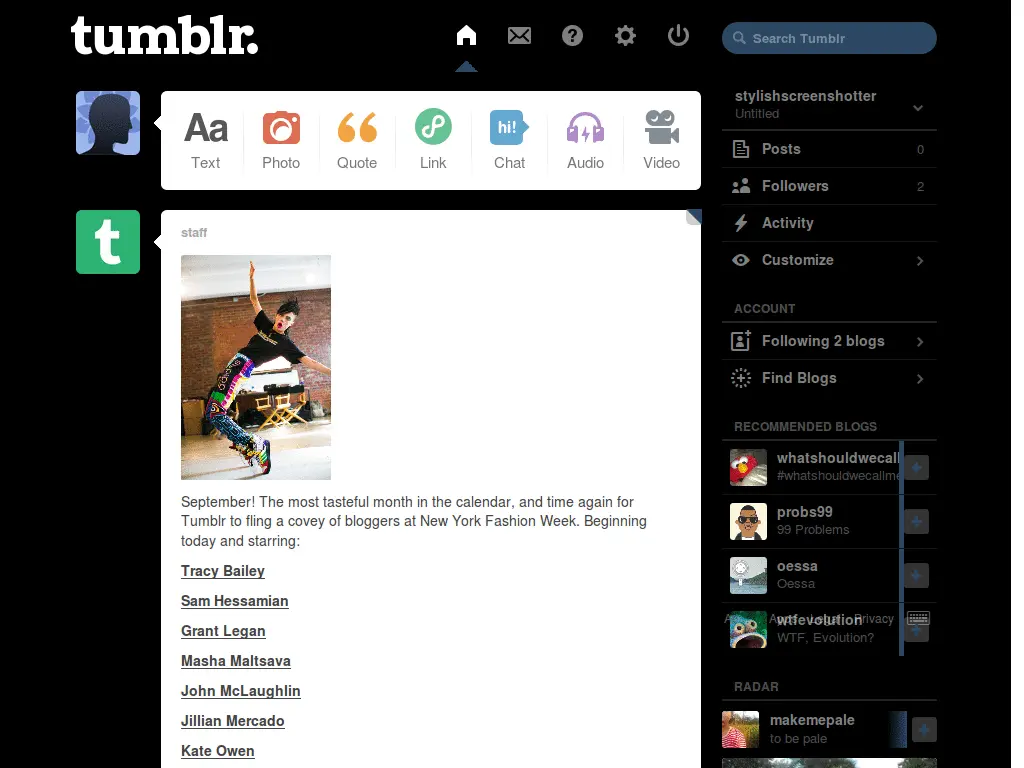 tumblr.
Search Tumblr
Aa
Text
Photo
Quote
Link
hi!
Chat
Audio
Video
t
staff
September! The most tasteful month in the calendar, and time again for
Tumblr to fling a covey of bloggers at New York Fashion Week. Beginning
today and starring:
Tracy Bailey
Sam Hessamian
Grant Legan
Masha Maltsava
John McLaughlin
Jillian Mercado
Kate Owen
stylishscreenshotter
Untitled
Posts 0
Followers 2
Activity
Customize
ACCOUNT
Following 2 blogs
Find Blogs
RECOMMENDED BLOGS
whatshouldwecall
#whatshouldwecallme
probs99
99 Problems
oessa
Oessa
wtfevolution
Privacy
WTF, Evolution?
RADAR
makemepale
to be pale